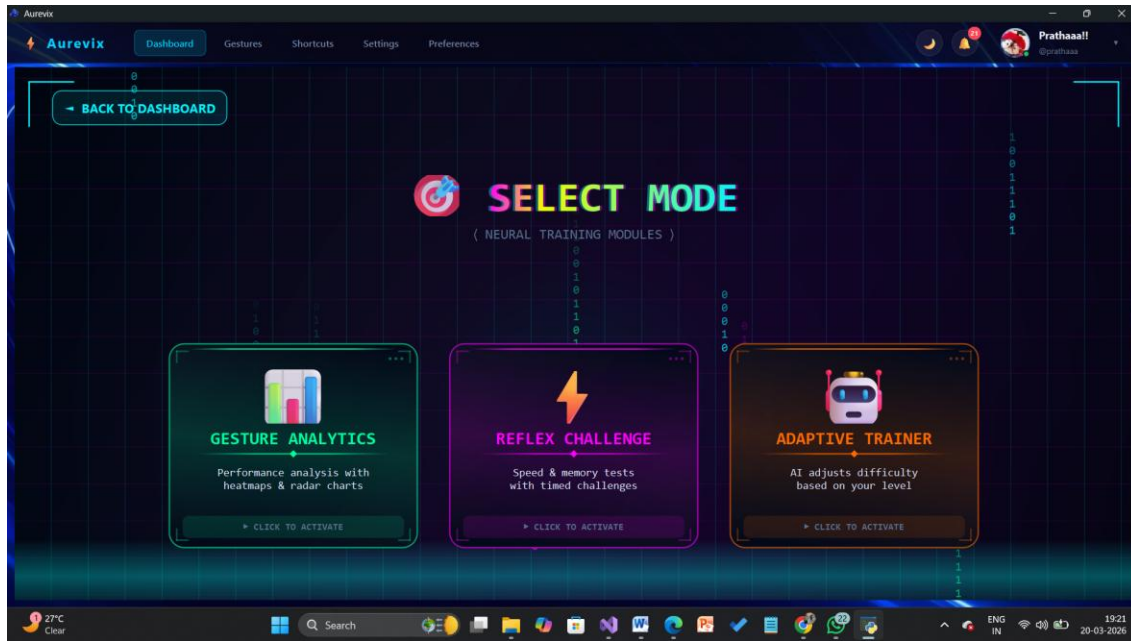 Aurevix
Aurevix
Dashboard
Gestures
Shortcuts
Settings
Preferences
21
Prathaaa!!
@prathaaa
◄ BACK TO DASHBOARD
SELECT MODE
⟨ NEURAL TRAINING MODULES ⟩
GESTURE ANALYTICS
Performance analysis with
heatmaps & radar charts
► CLICK TO ACTIVATE
REFLEX CHALLENGE
Speed & memory tests
with timed challenges
► CLICK TO ACTIVATE
ADAPTIVE TRAINER
AI adjusts difficulty
based on your level
► CLICK TO ACTIVATE
1
27°C
Clear
Search
22
ENG
IN
19:21
20-03-2026